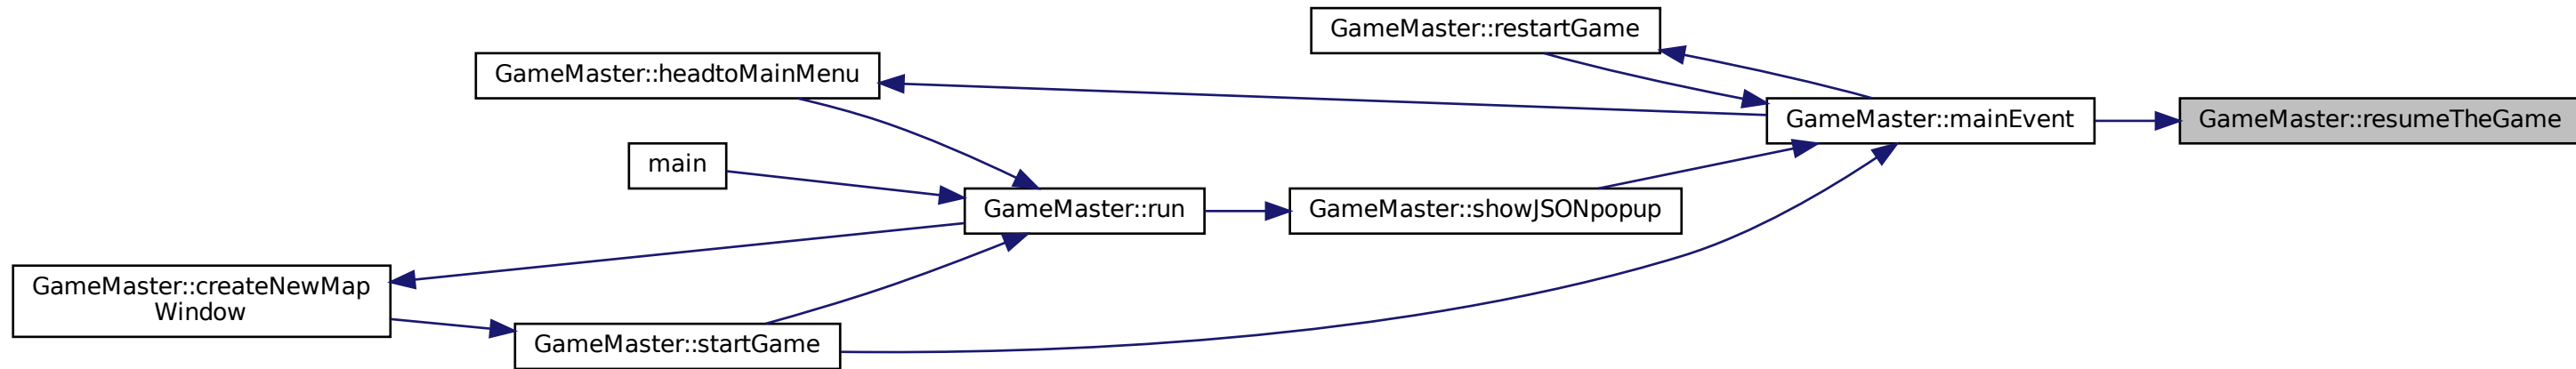 GameMaster::restartGame
GameMaster::headtoMainMenu
GameMaster::mainEvent
GameMaster::resumeTheGame
main
GameMaster::run
GameMaster::showJSONpopup
GameMaster::createNewMap
Window
GameMaster::startGame